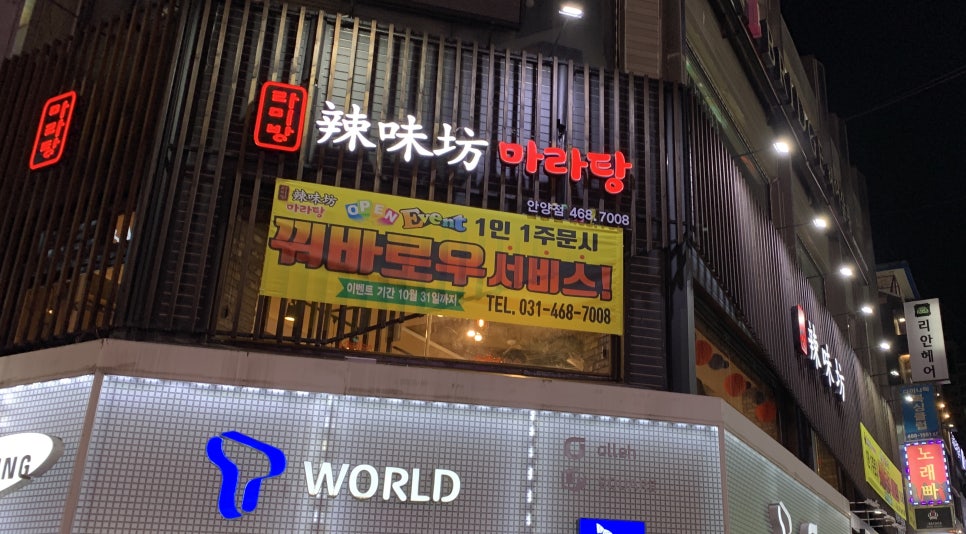 마라탕
라미방
辣味坊 마라탕
안양점 468.7008
辣味坊
마라탕
OPEN Event 1인 1주문시
꿔바로우 서비스!
이벤트 기간 10월 31일까지
TEL. 031-468-7008
辣味坊
리안헤어
노래빠
NG
WORLD